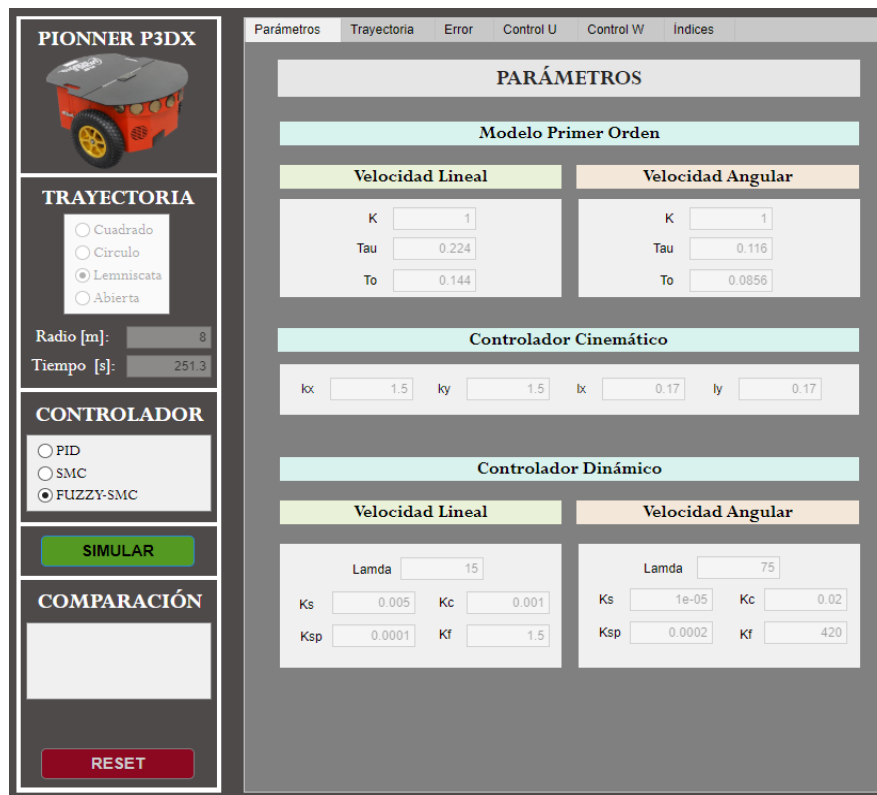 PIONNER P3DX
TRAYECTORIA
Cuadrado
Circulo
Lemniscata
Abierta
Radio [m]: 8
Tiempo [s]: 251.3
CONTROLADOR
PID
SMC
FUZZY-SMC
SIMULAR
COMPARACIÓN
RESET
Parámetros Trayectoria Error Control U Control W Índices
PARÁMETROS
Modelo Primer Orden
Velocidad Lineal Velocidad Angular
K 1 K 1
Tau 0.224 Tau 0.116
To 0.144 To 0.0856
Controlador Cinemático
kx 1.5 ky 1.5 lx 0.17 ly 0.17
Controlador Dinámico
Velocidad Lineal Velocidad Angular
Lamda 15 Lamda 75
Ks 0.005 Kc 0.001 Ks 1e-05 Kc 0.02
Ksp 0.0001 Kf 1.5 Ksp 0.0002 Kf 420